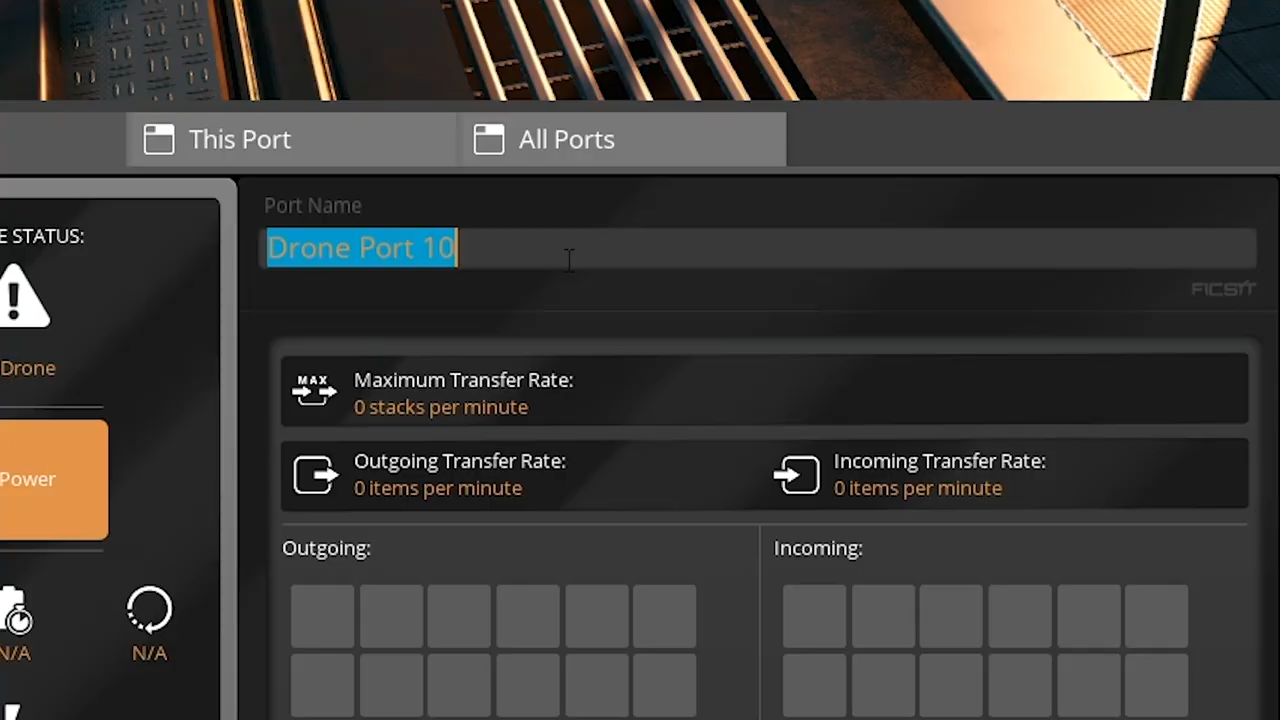 This Port
All Ports
Port Name
Drone Port 10
E STATUS:
FICSIT
Drone
MAX
Maximum Transfer Rate:
0 stacks per minute
Power
Outgoing Transfer Rate:
0 items per minute
Incoming Transfer Rate:
0 items per minute
Outgoing:
Incoming:
N/A
N/A